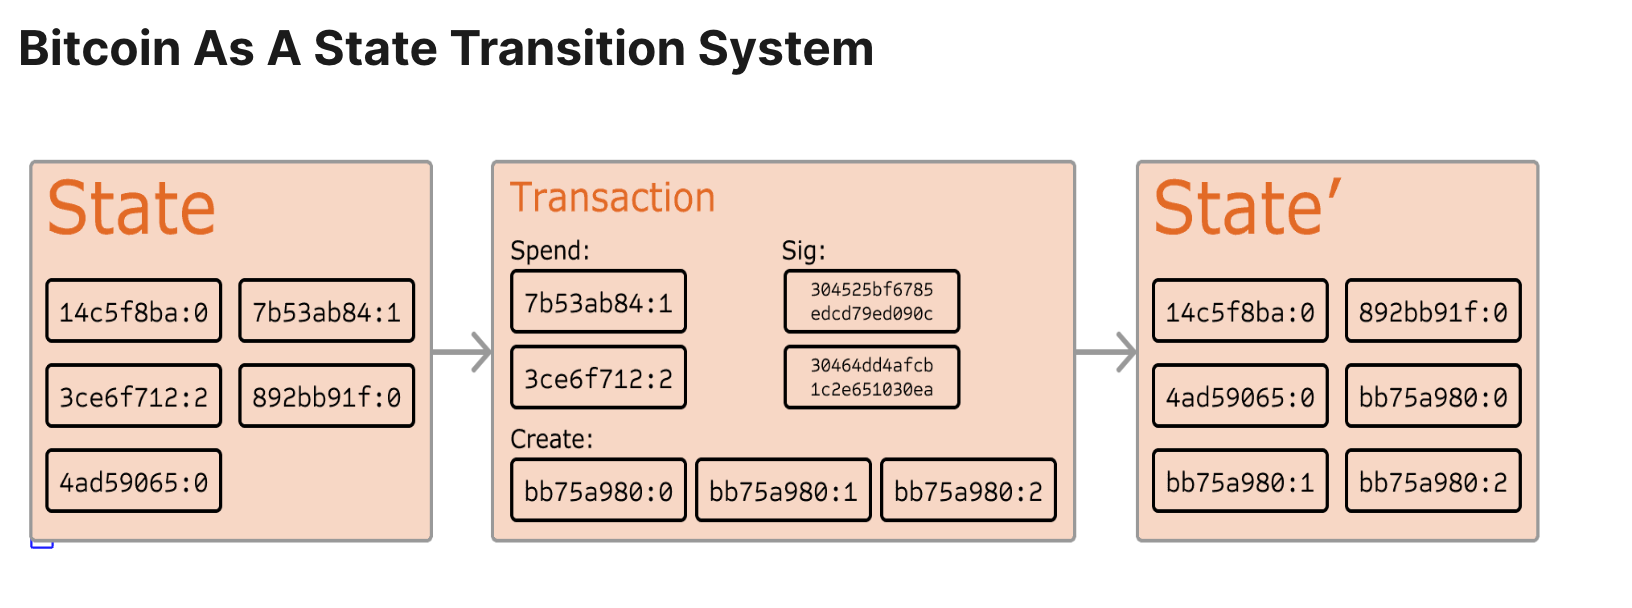 Bitcoin As A State Transition System
State
14c5f8ba:0 7b53ab84:1
3ce6f712:2 892bb91f:0
4ad59065:0
Transaction
Spend: Sig:
7b53ab84:1 304525bf6785
edcd79ed090c
3ce6f712:2 30464dd4afcb
1c2e651030ea
Create:
bb75a980:0 bb75a980:1 bb75a980:2
State’
14c5f8ba:0 892bb91f:0
4ad59065:0 bb75a980:0
bb75a980:1 bb75a980:2